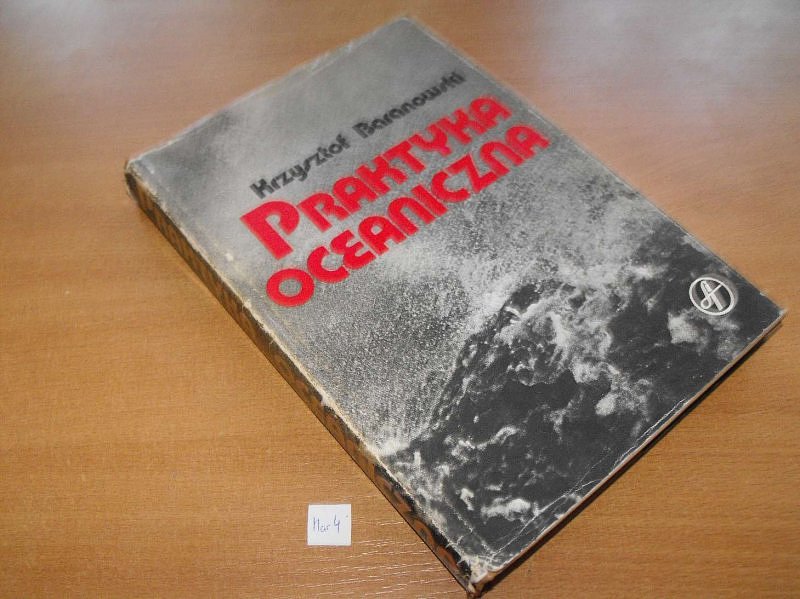 Krzysztof Baranowski
PRAKTYKA
OCEANICZNA
Mar 4